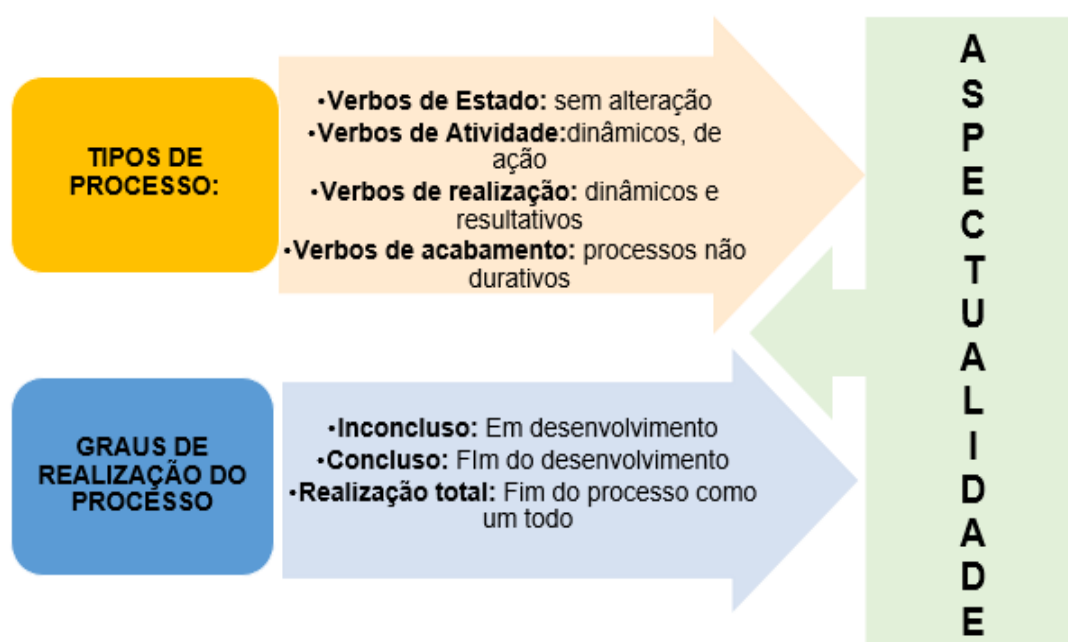 TIPOS DE
PROCESSO:
•Verbos de Estado: sem alteração
•Verbos de Atividade:dinâmicos, de
ação
•Verbos de realização: dinâmicos e
resultativos
•Verbos de acabamento: processos não
durativos
GRAUS DE
REALIZAÇÃO DO
PROCESSO
•Inconcluso: Em desenvolvimento
•Concluso: FIm do desenvolvimento
•Realização total: Fim do processo como
um todo
A
S
P
E
C
T
U
A
L
I
D
A
D
E